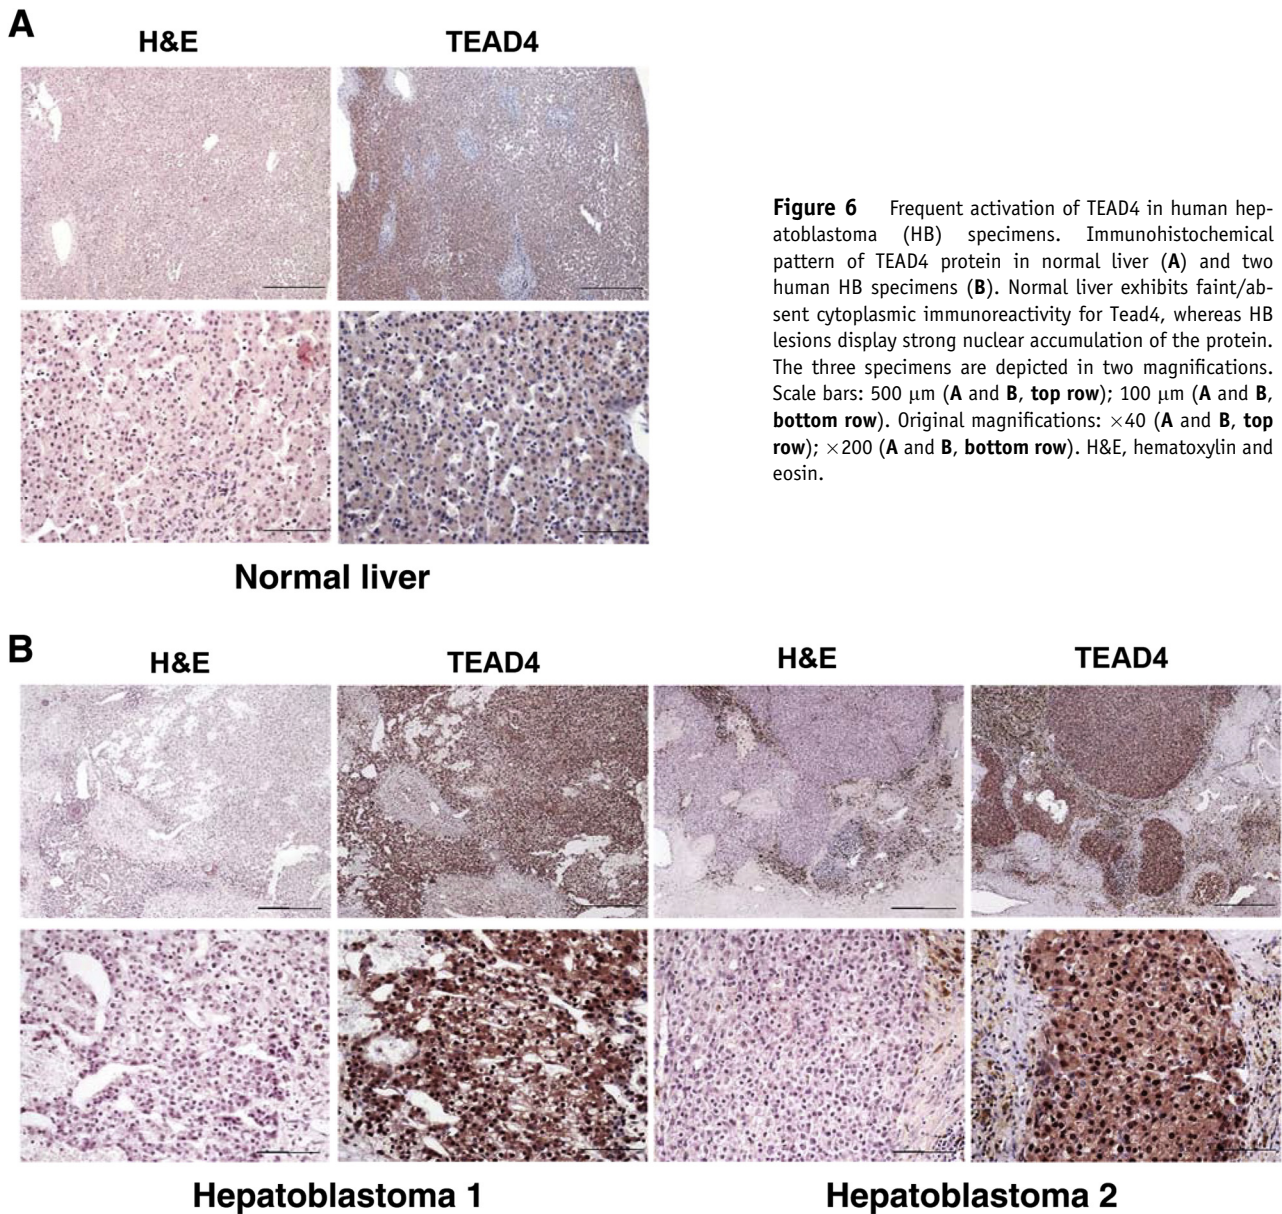 A
H&E
TEAD4
Normal liver
Figure 6 Frequent activation of TEAD4 in human hep-
atoblastoma (HB) specimens. Immunohistochemical
pattern of TEAD4 protein in normal liver (A) and two
human HB specimens (B). Normal liver exhibits faint/ab-
sent cytoplasmic immunoreactivity for Tead4, whereas HB
lesions display strong nuclear accumulation of the protein.
The three specimens are depicted in two magnifications.
Scale bars: 500 μm (A and B, top row); 100 μm (A and B,
bottom row). Original magnifications: ×40 (A and B, top
row); ×200 (A and B, bottom row). H&E, hematoxylin and
eosin.
B
H&E
TEAD4
H&E
TEAD4
Hepatoblastoma 1
Hepatoblastoma 2